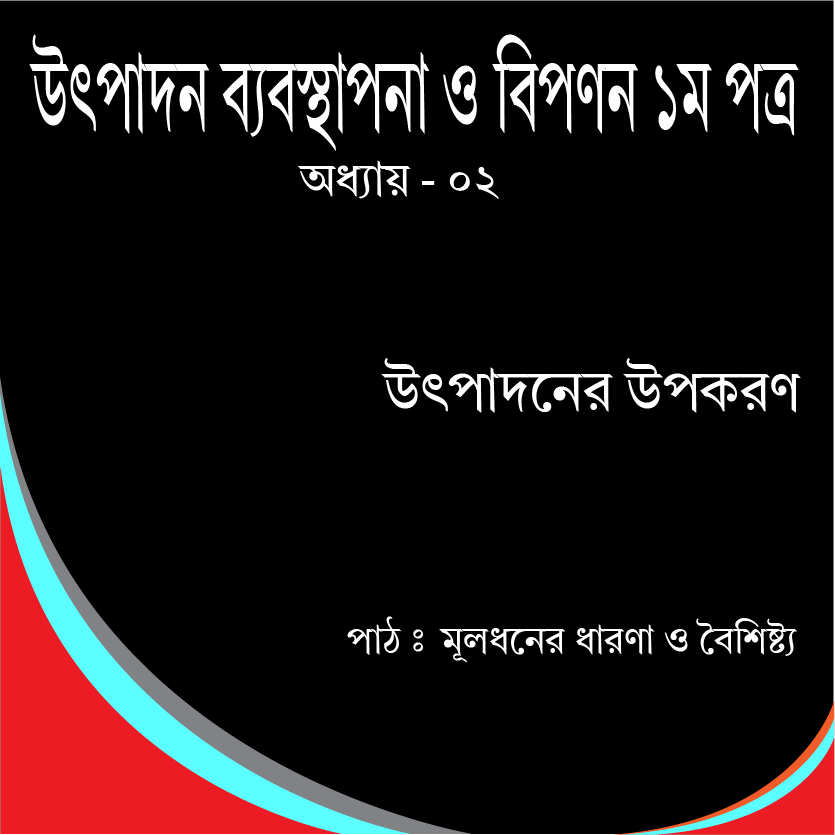 উৎপাদন ব্যবস্থাপনা ও বিপণন ১ম পত্র
অধ্যায় - ০২
উৎপাদনের উপকরণ
পাঠ ঃ মূলধনের ধারণা ও বৈশিষ্ট্য